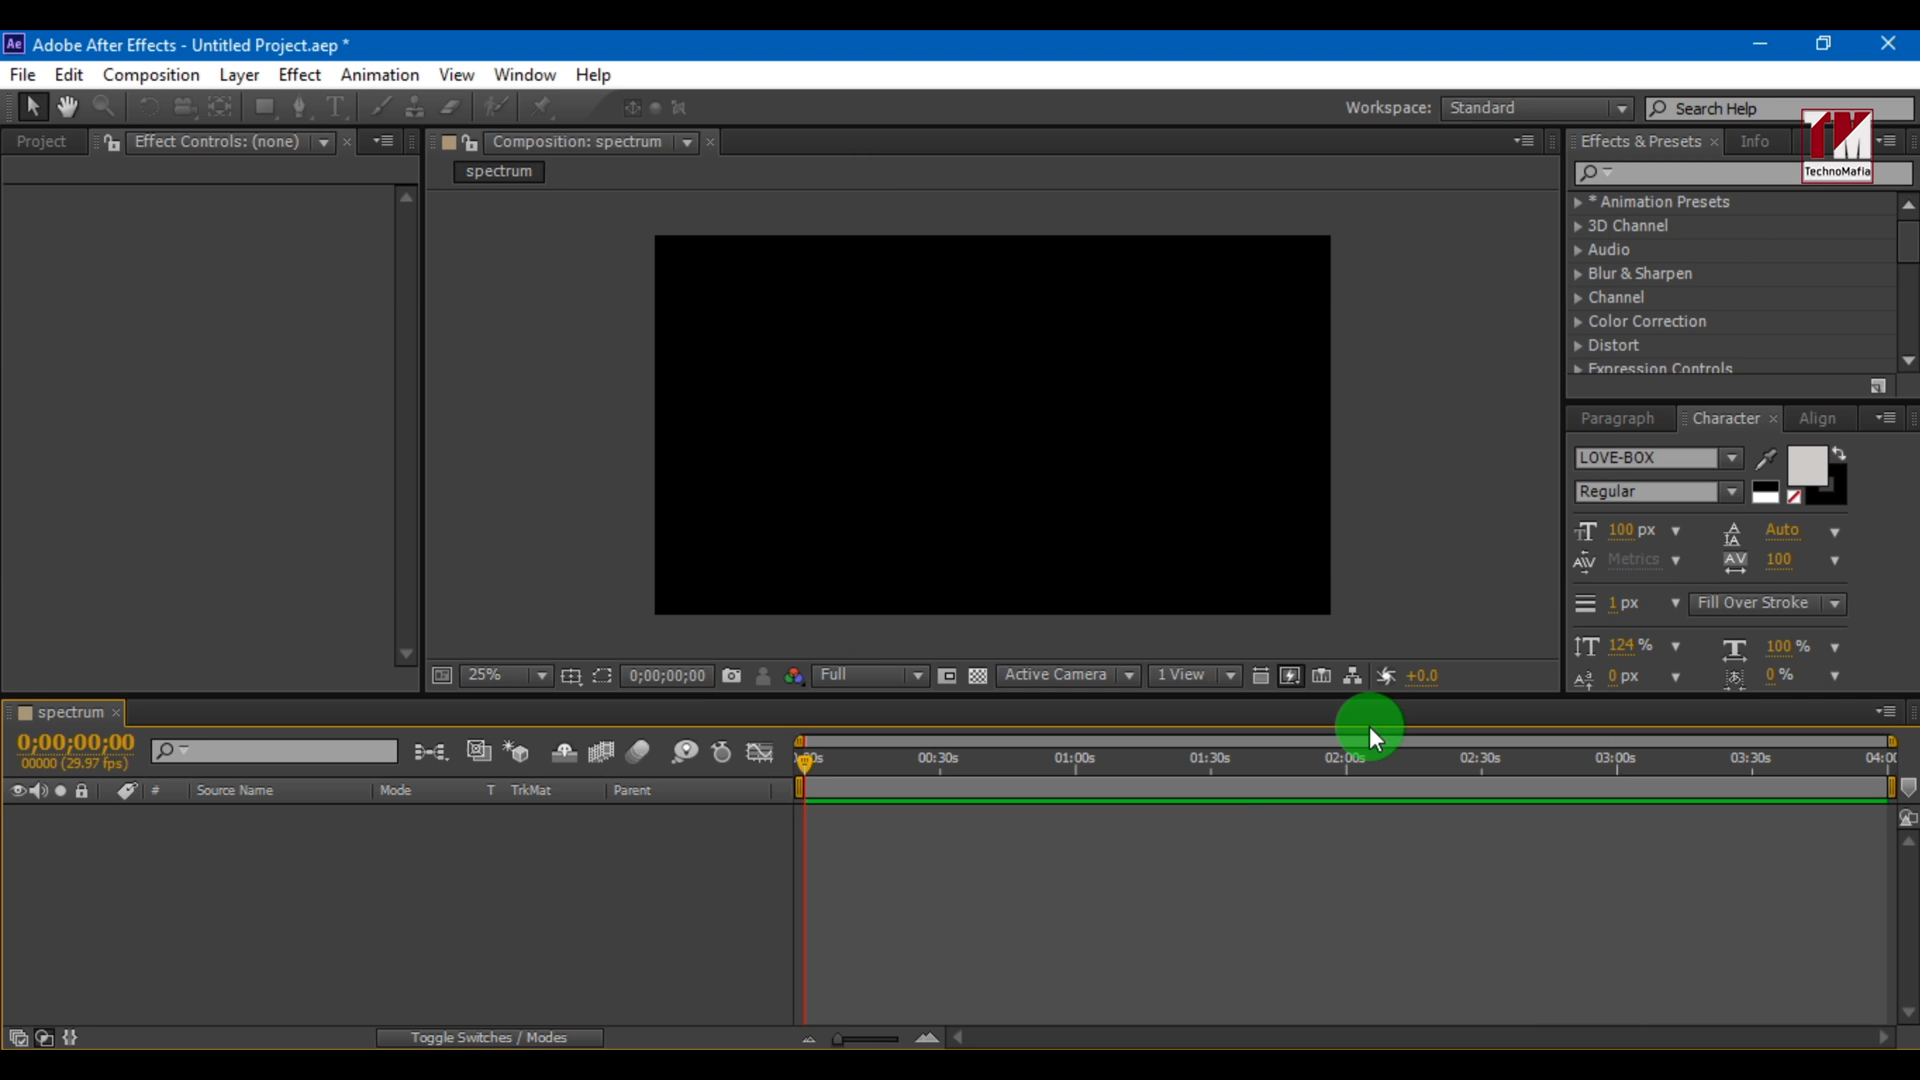 Ae Adobe After Effects - Untitled Project.aep *
File Edit Composition Layer Effect Animation View Window Help
Workspace: Standard Search Help
Project Effect Controls: (none) Composition: spectrum Effects & Presets Info
spectrum
TM
TechnoMafia
* Animation Presets
3D Channel
Audio
Blur & Sharpen
Channel
Color Correction
Distort
Expression Controls
Paragraph Character Align
LOVE-BOX
Regular
100 px Auto
Metrics 100
1 px Fill Over Stroke
124 % 100 %
0 px 0 %
25% 0;00;00;00 Full Active Camera 1 View +0.0
spectrum
0;00;00;00
00000 (29.97 fps)
00:30s 01:00s 01:30s 02:00s 02:30s 03:00s 03:30s 04:00
# Source Name Mode T TrkMat Parent
Toggle Switches / Modes